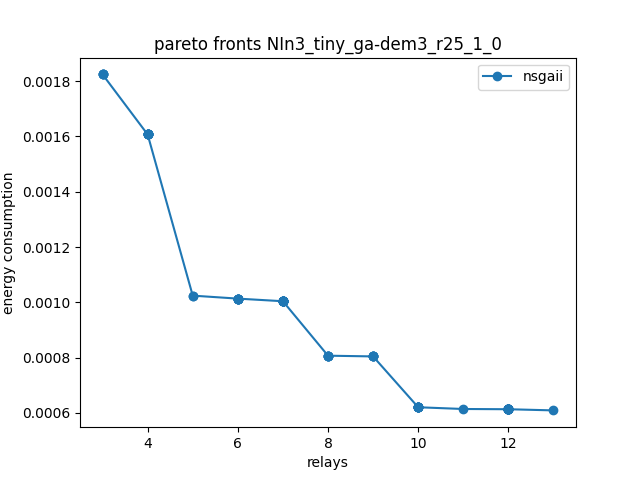 pareto fronts NIn3_tiny_ga-dem3_r25_1_0
nsgaii
0.0018
0.0016
0.0014
0.0012
0.0010
0.0008
0.0006
energy consumption
4 6 8 10 12
relays